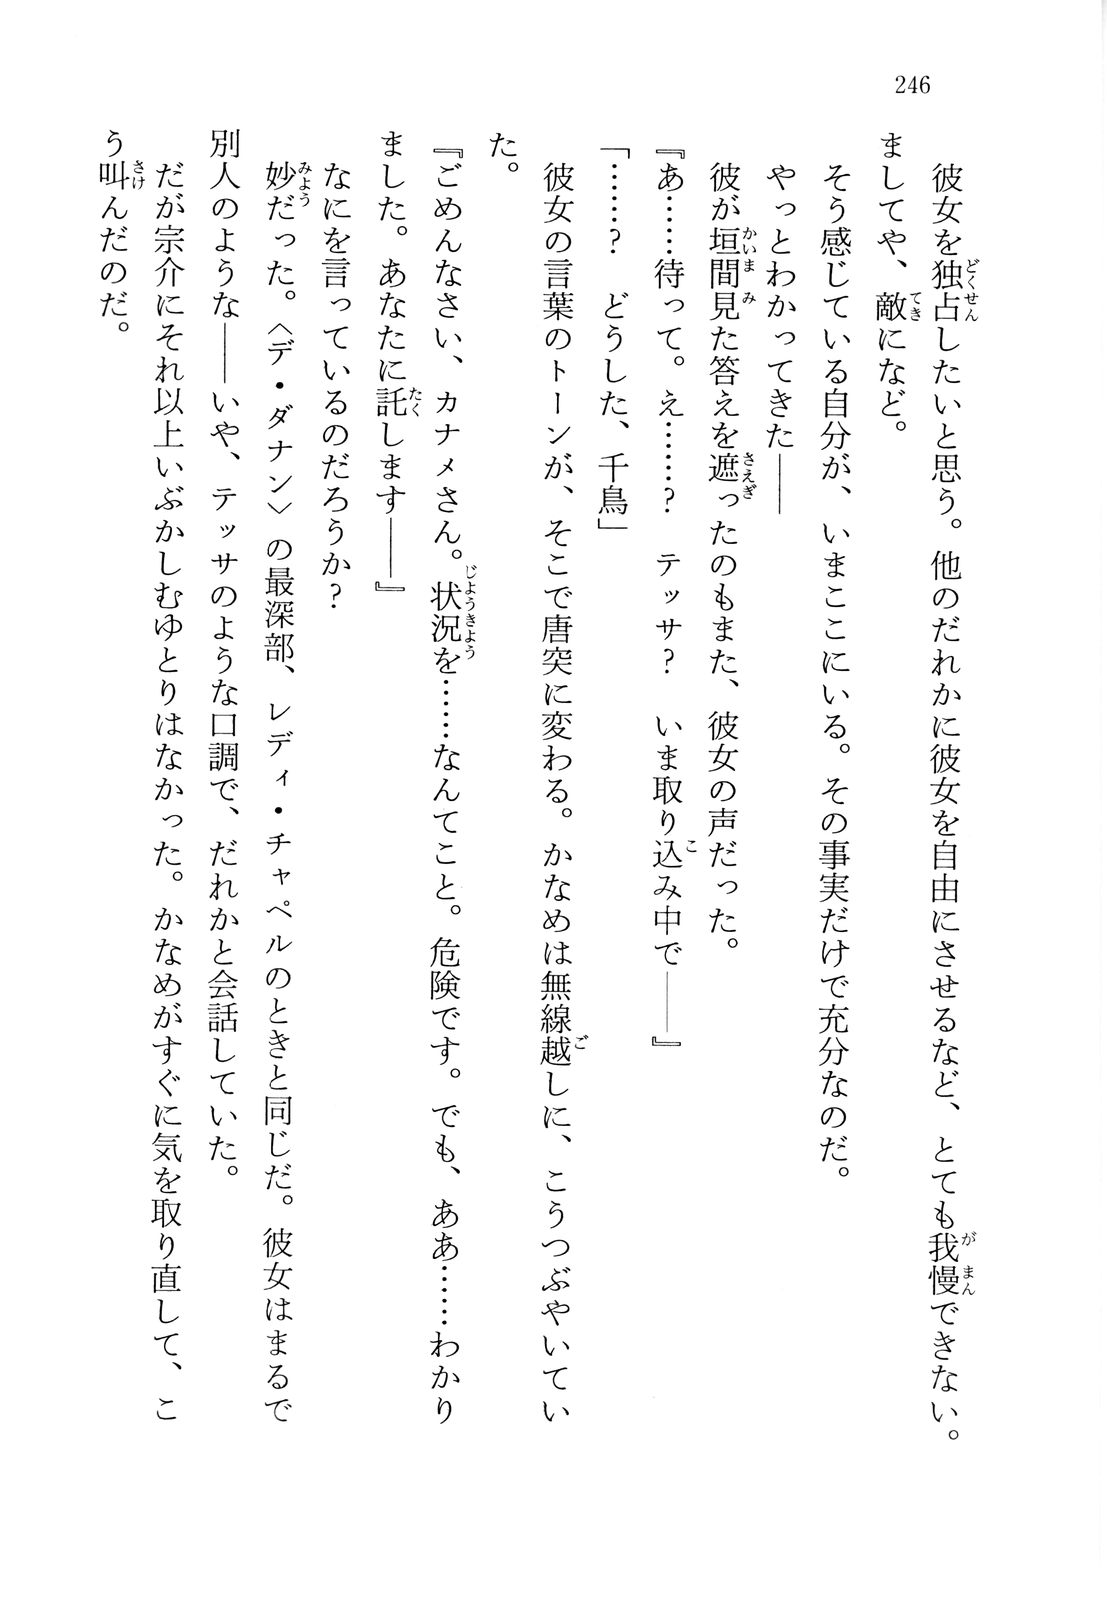 246
　彼女を独占したいと思う。他のだれかに彼女を自由にさせるなど、とても我慢できない。
ましてや、敵になど。
　そう感じている自分が、いまここにいる。その事実だけで充分なのだ。
　やっとわかってきた――
　彼が垣間見た答えを遮ったのもまた、彼女の声だった。
『あ……待って。え……？　テッサ？　いま取り込み中で――』
「……？　どうした、千鳥」
　彼女の言葉のトーンが、そこで唐突に変わる。かなめは無線越しに、こうつぶやいてい
た。
『ごめんなさい、カナメさん。状況を……なんてこと。危険です。でも、ああ……わかり
ました。あなたに託します――』
　なにを言っているのだろうか？
　妙だった。〈デ・ダナン〉の最深部、レディ・チャペルのときと同じだ。彼女はまるで
別人のような――いや、テッサのような口調で、だれかと会話していた。
　だが宗介にそれ以上いぶかしむゆとりはなかった。かなめがすぐに気を取り直して、こ
う叫んだのだ。